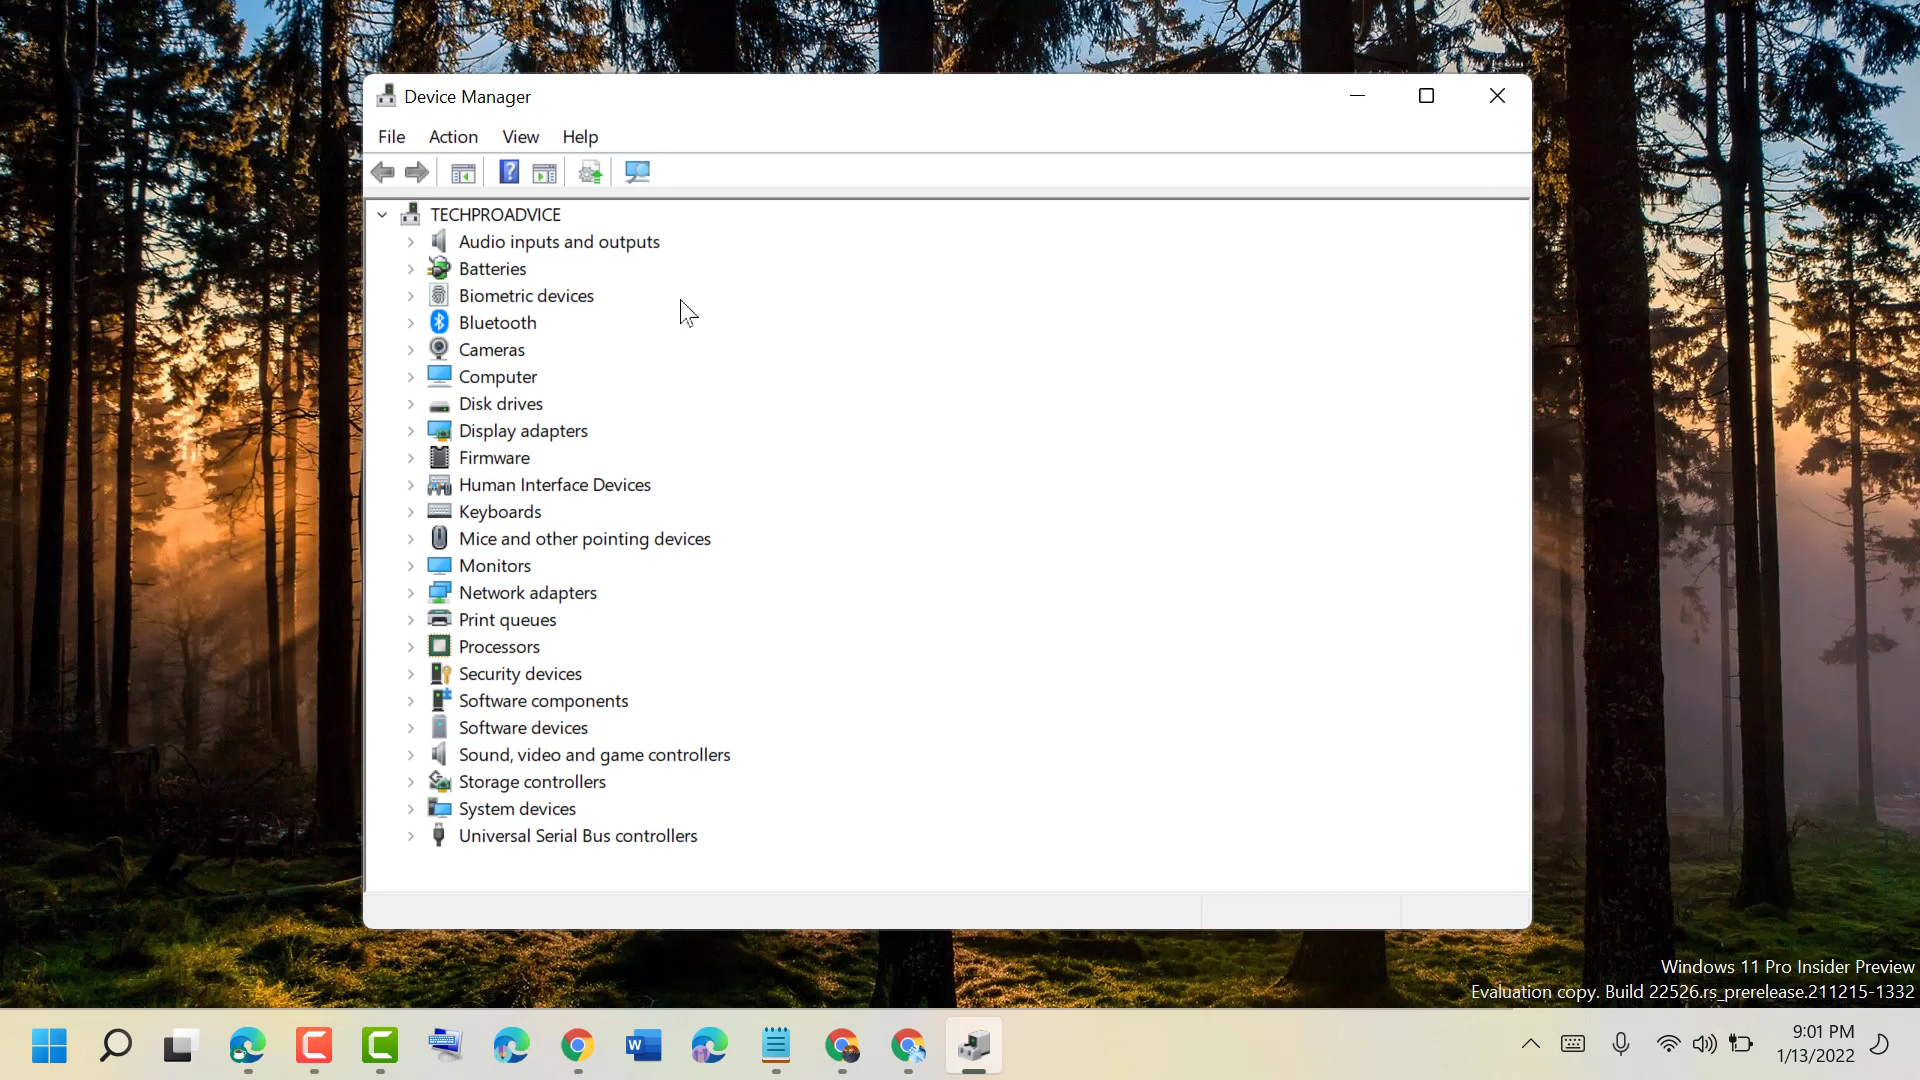 Device Manager
File Action View Help
TECHPROADVICE
Audio inputs and outputs
Batteries
Biometric devices
Bluetooth
Cameras
Computer
Disk drives
Display adapters
Firmware
Human Interface Devices
Keyboards
Mice and other pointing devices
Monitors
Network adapters
Print queues
Processors
Security devices
Software components
Software devices
Sound, video and game controllers
Storage controllers
System devices
Universal Serial Bus controllers
Windows 11 Pro Insider Preview
Evaluation copy. Build 22526.rs_prerelease.211215-1332
9:01 PM
1/13/2022